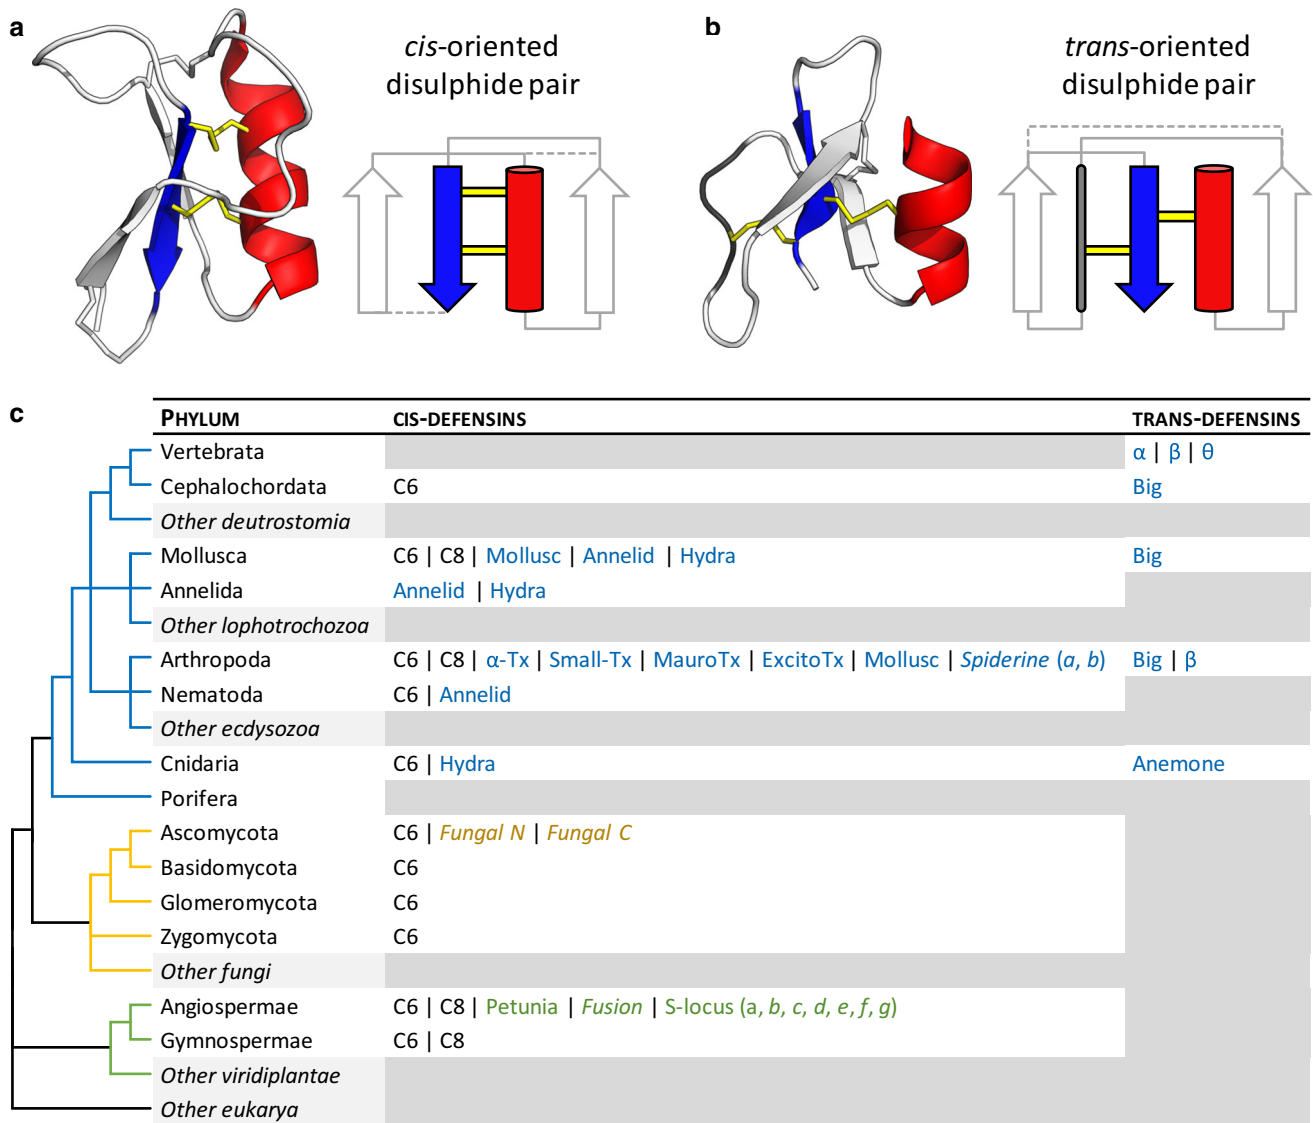 a
cis-oriented
disulphide pair
b
trans-oriented
disulphide pair
c
PHYLUM CIS-DEFENSINS TRANS-DEFENSINS
Vertebrata α | β | θ
Cephalochordata C6 Big
Other deutrostomia
Mollusca C6 | C8 | Mollusc | Annelid | Hydra Big
Annelida Annelid | Hydra
Other lophotrochozoa
Arthropoda C6 | C8 | α-Tx | Small-Tx | MauroTx | ExcitoTx | Mollusc | Spiderine (a, b) Big | β
Nematoda C6 | Annelid
Other ecdysozoa
Cnidaria C6 | Hydra Anemone
Porifera
Ascomycota C6 | Fungal N | Fungal C
Basidomycota C6
Glomeromycota C6
Zygomycota C6
Other fungi
Angiospermae C6 | C8 | Petunia | Fusion | S-locus (a, b, c, d, e, f, g)
Gymnospermae C6 | C8
Other viridiplantae
Other eukarya